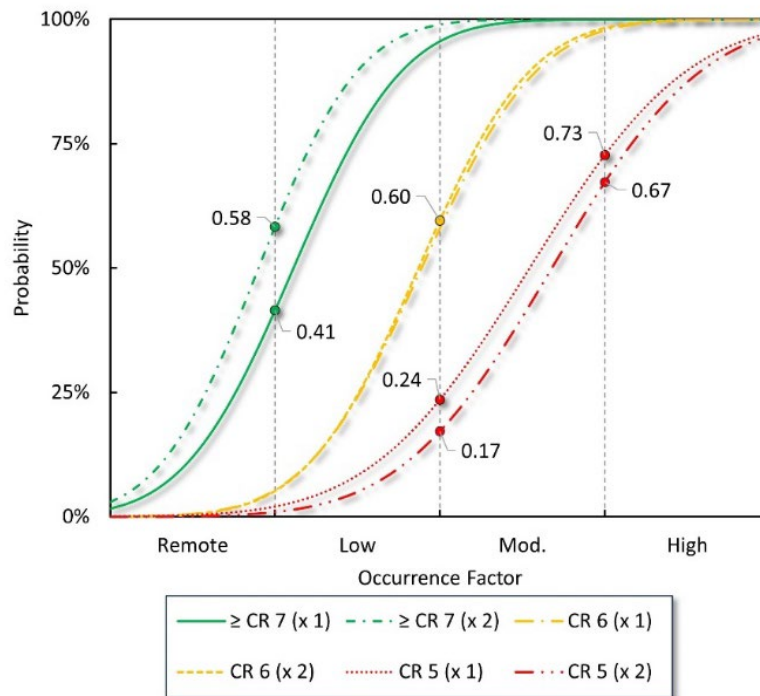 100%
75%
50%
25%
0%
Probability
0.58
0.41
0.60
0.24
0.17
0.73
0.67
Remote Low Mod. High
Occurrence Factor
≥ CR 7 (x 1) ≥ CR 7 (x 2) CR 6 (x 1)
CR 6 (x 2) CR 5 (x 1) CR 5 (x 2)